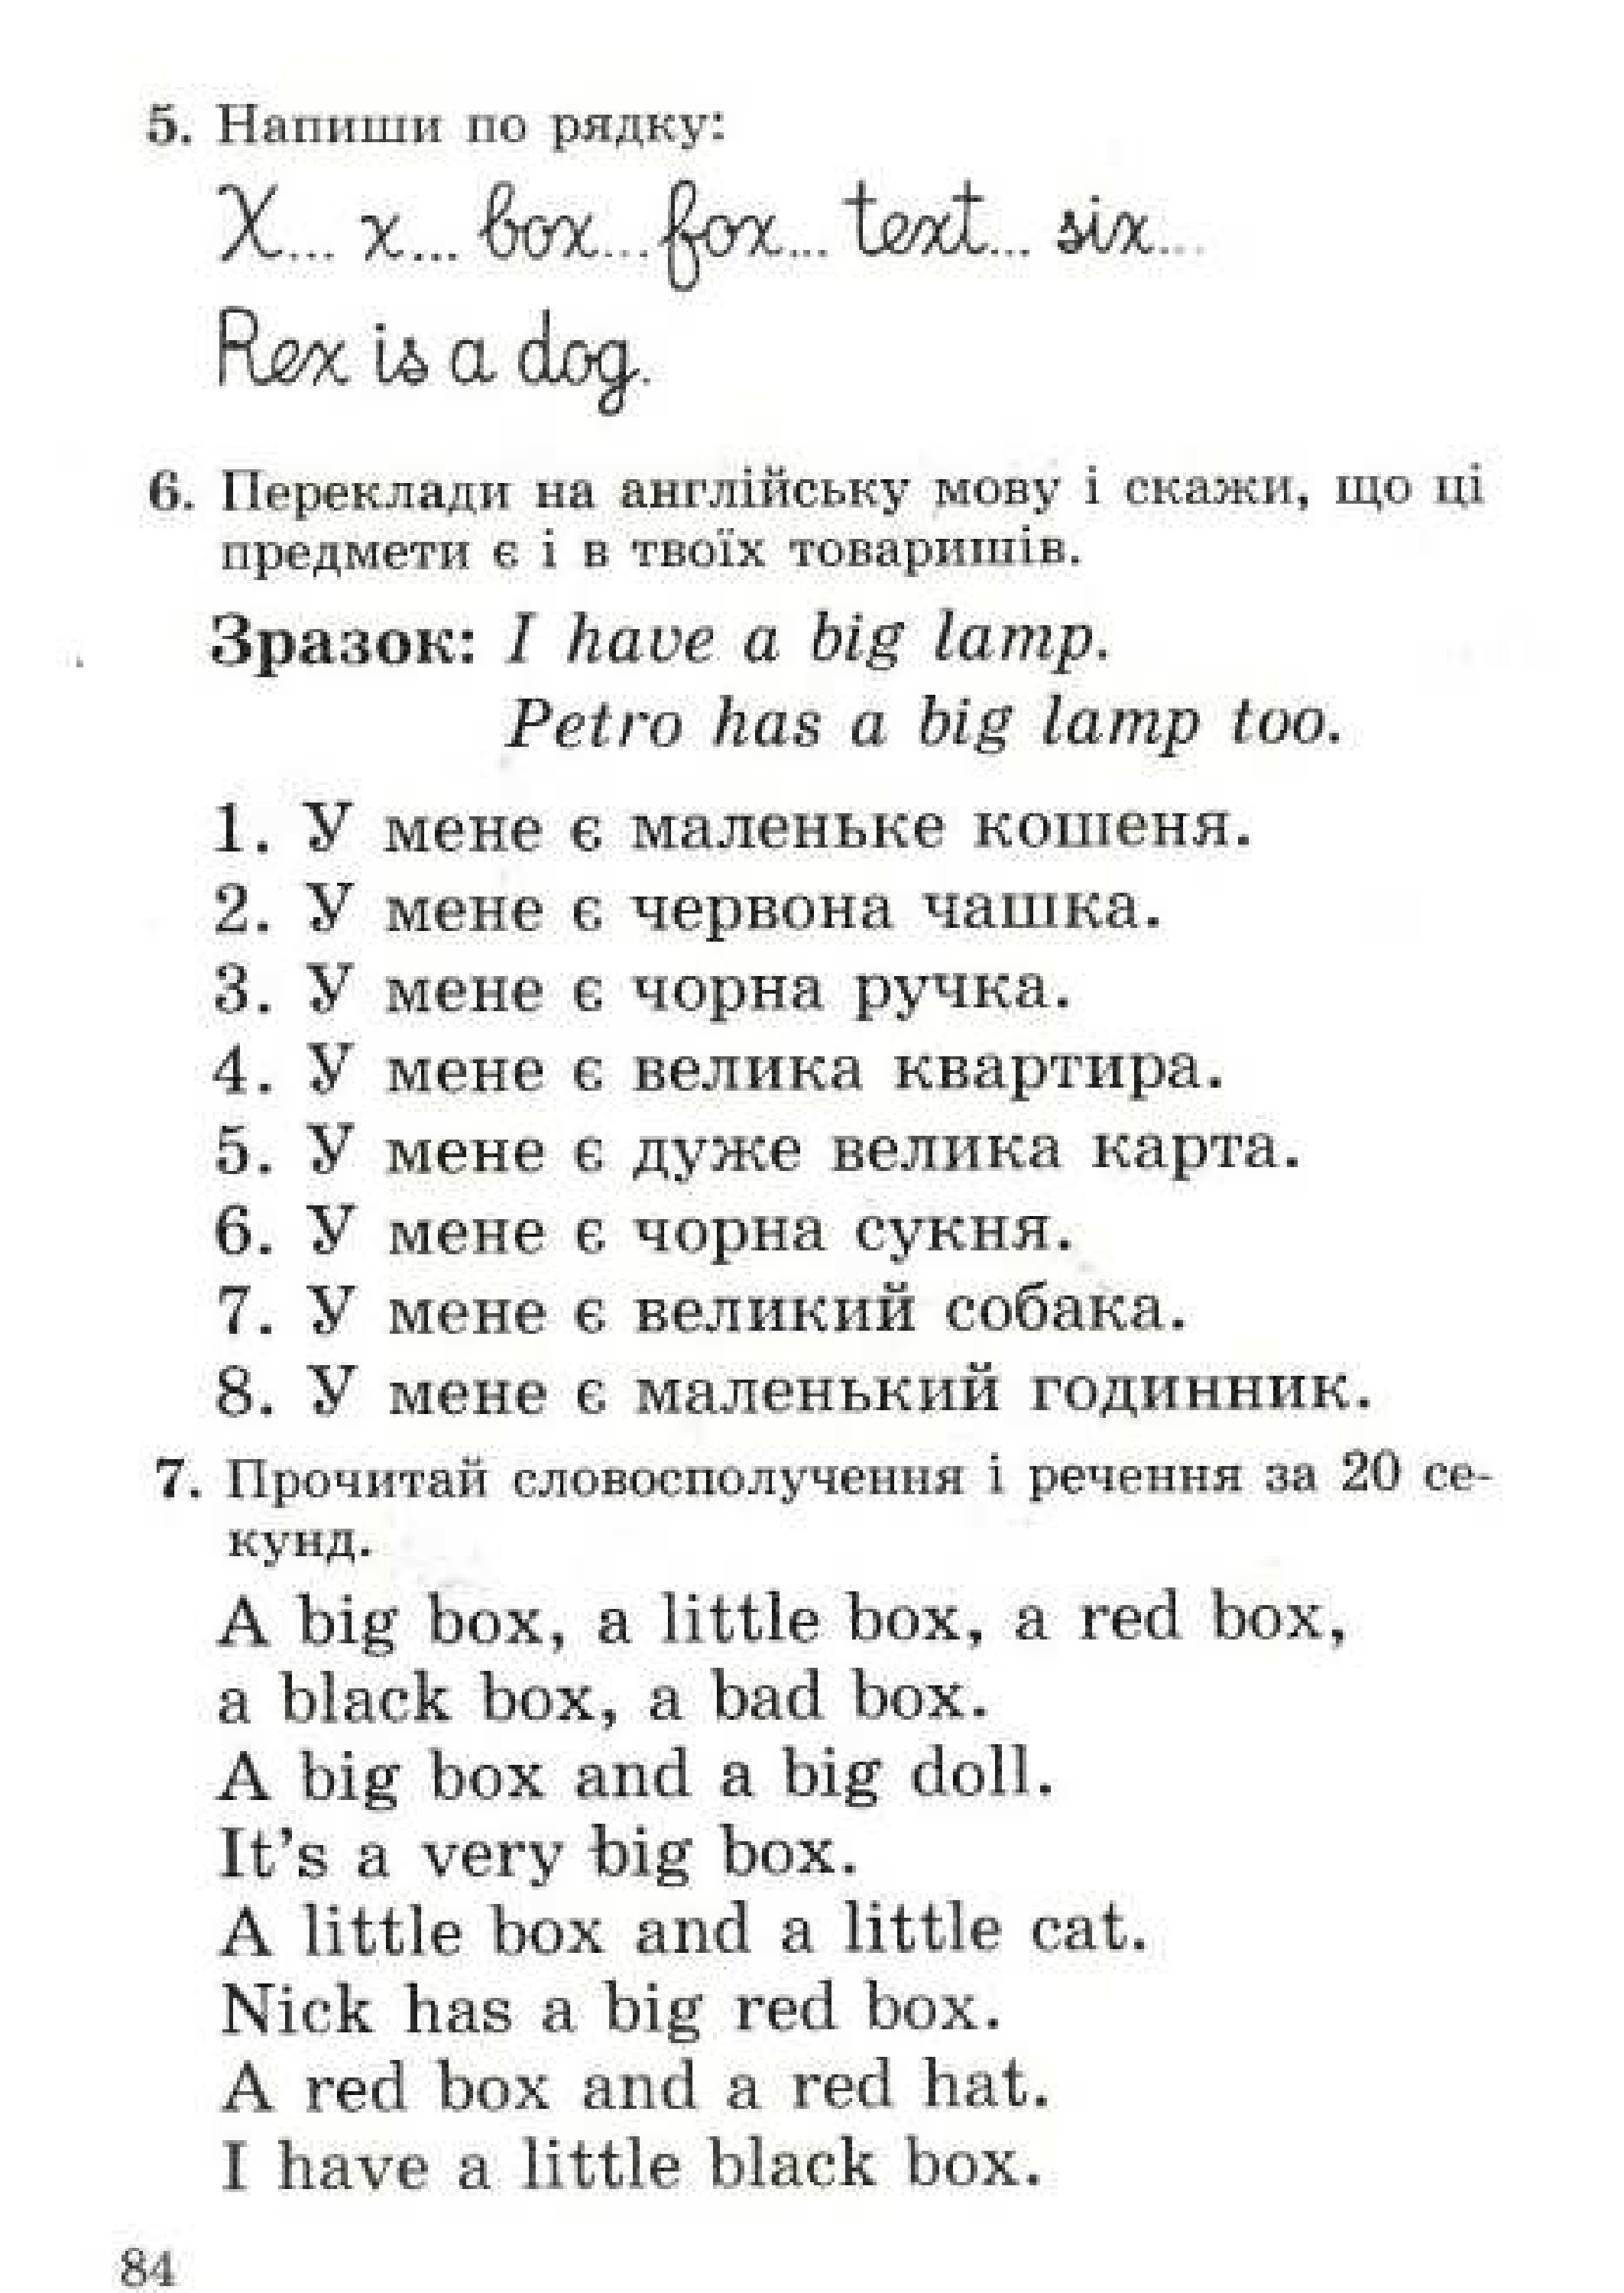 5. Напиши по рядку:
X... x... box... fox... text... six...
Rex is a dog.
6. Переклади на англійську мову і скажи, що ці
предмети є і в твоїх товаришів.
Зразок: I have a big lamp.
Petro has a big lamp too.
1. У мене є маленьке кошеня.
2. У мене є червона чашка.
3. У мене є чорна ручка.
4. У мене є велика квартира.
5. У мене є дуже велика карта.
6. У мене є чорна сукня.
7. У мене є великий собака.
8. У мене є маленький годинник.
7. Прочитай словосполучення і речення за 20 се-
кунд.
A big box, a little box, a red box,
a black box, a bad box.
A big box and a big doll.
It’s a very big box.
A little box and a little cat.
Nick has a big red box.
A red box and a red hat.
I have a little black box.
84